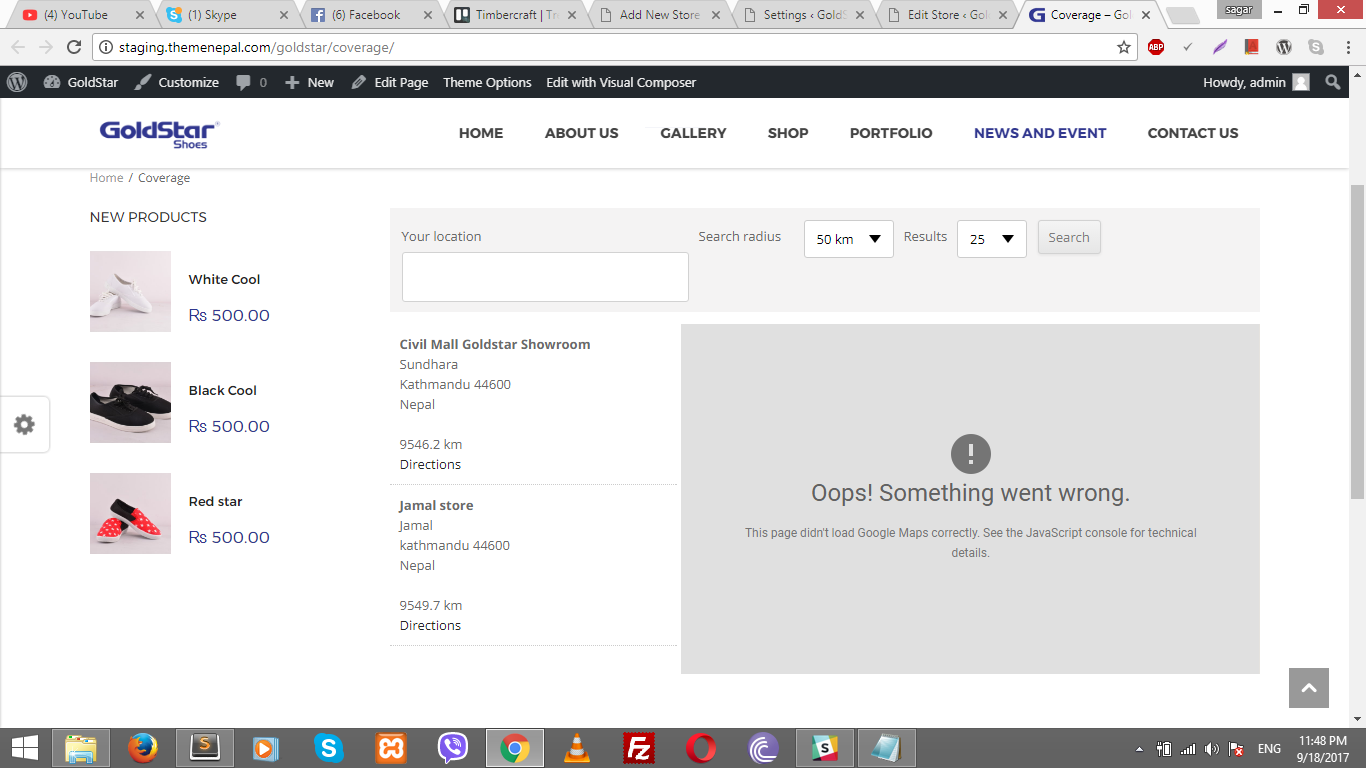 (4) YouTube
(1) Skype
(6) Facebook
Timbercraft | Tr
Add New Store
Settings ‹ GoldS
Edit Store ‹ Gol
Coverage – Gol
sagar
staging.themenepal.com/goldstar/coverage/
ABP
GoldStar
Customize
0
New
Edit Page
Theme Options
Edit with Visual Composer
Howdy, admin
GoldStar®
Shoes
HOME
ABOUT US
GALLERY
SHOP
PORTFOLIO
NEWS AND EVENT
CONTACT US
Home / Coverage
NEW PRODUCTS
White Cool
₨ 500.00
Black Cool
₨ 500.00
Red star
₨ 500.00
Your location
Search radius
50 km
Results
25
Search
Civil Mall Goldstar Showroom
Sundhara
Kathmandu 44600
Nepal
9546.2 km
Directions
Jamal store
Jamal
kathmandu 44600
Nepal
9549.7 km
Directions
Oops! Something went wrong.
This page didn't load Google Maps correctly. See the JavaScript console for technical
details.
ENG
11:48 PM
9/18/2017